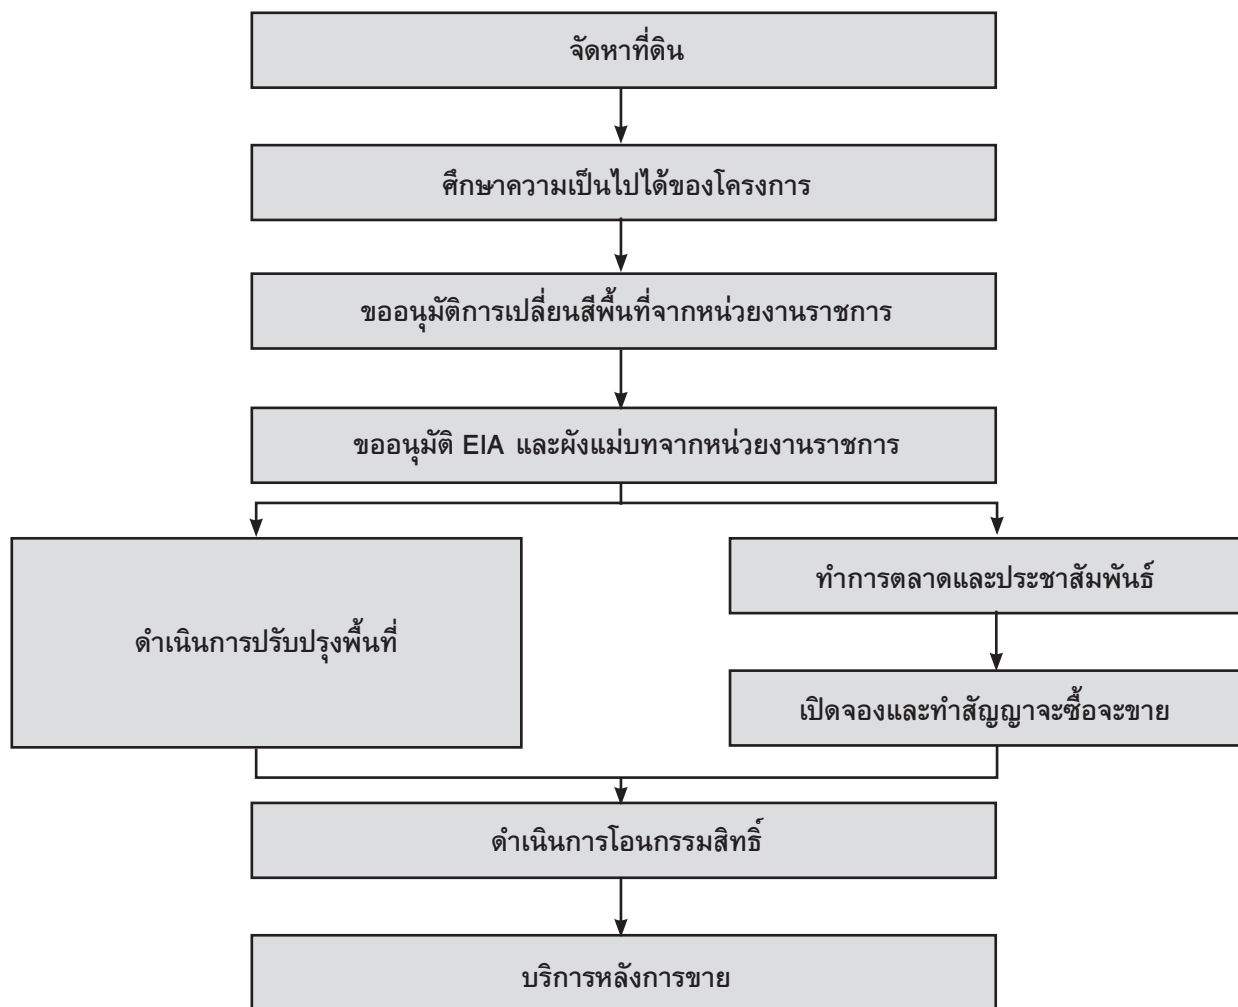 จัดหาที่ดิน
ศึกษาความเป็นไปได้ของโครงการ
ขออนุมัติการเปลี่ยนสีพื้นที่จากหน่วยงานราชการ
ขออนุมัติ EIA และผังแม่บทจากหน่วยงานราชการ
ดำเนินการปรับปรุงพื้นที่
ทำการตลาดและประชาสัมพันธ์
เปิดจองและทำสัญญาจะซื้อจะขาย
ดำเนินการโอนกรรมสิทธิ์
บริการหลังการขาย